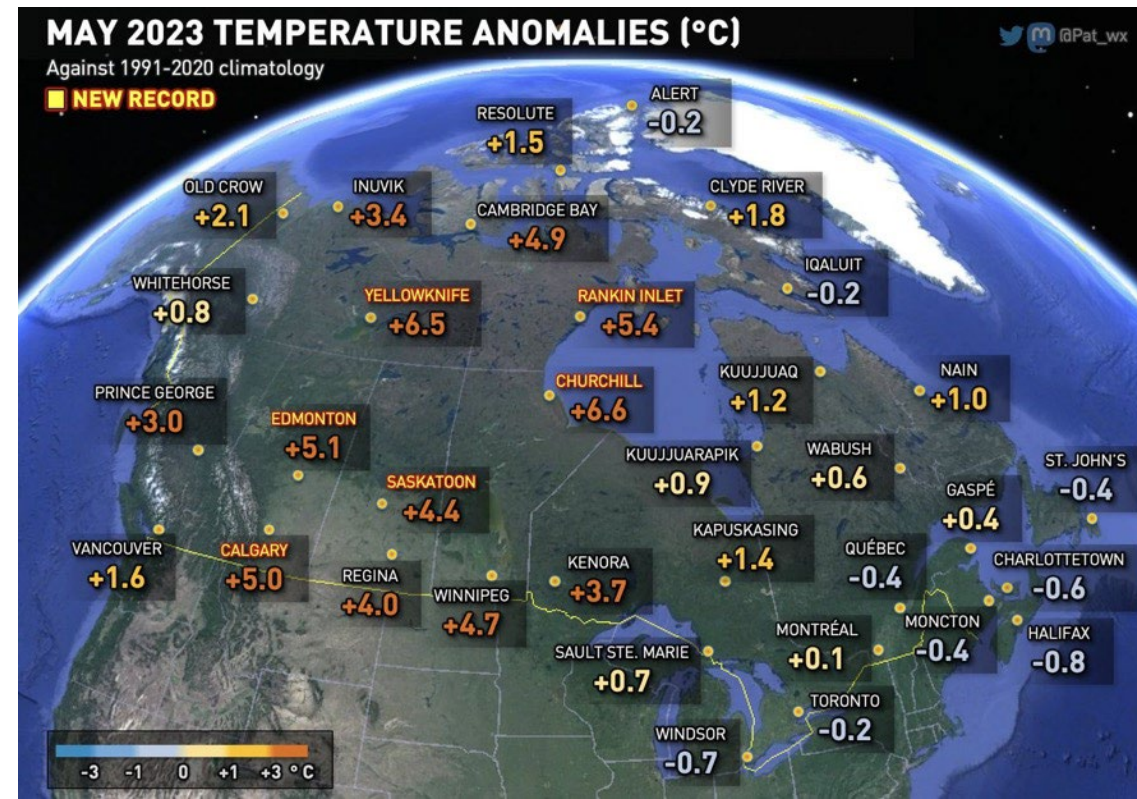 MAY 2023 TEMPERATURE ANOMALIES (°C)
@Pat_wx
Against 1991-2020 climatology
NEW RECORD
ALERT
-0.2
RESOLUTE
+1.5
OLD CROW
+2.1
INUVIK
+3.4
CAMBRIDGE BAY
+4.9
CLYDE RIVER
+1.8
IQALUIT
-0.2
WHITEHORSE
+0.8
YELLOWKNIFE
+6.5
RANKIN INLET
+5.4
PRINCE GEORGE
+3.0
EDMONTON
+5.1
CHURCHILL
+6.6
KUUJJUAQ
+1.2
NAIN
+1.0
SASKATOON
+4.4
KUUJJUARAPIK
+0.9
WABUSH
+0.6
ST. JOHN'S
-0.4
GASPÉ
+0.4
VANCOUVER
+1.6
CALGARY
+5.0
REGINA
+4.0
WINNIPEG
+4.7
KENORA
+3.7
KAPUSKASING
+1.4
QUÉBEC
-0.4
CHARLOTTETOWN
-0.6
MONCTON
-0.4
HALIFAX
-0.8
SAULT STE. MARIE
+0.7
MONTRÉAL
+0.1
TORONTO
-0.2
WINDSOR
-0.7
-3 -1 0 +1 +3 °C